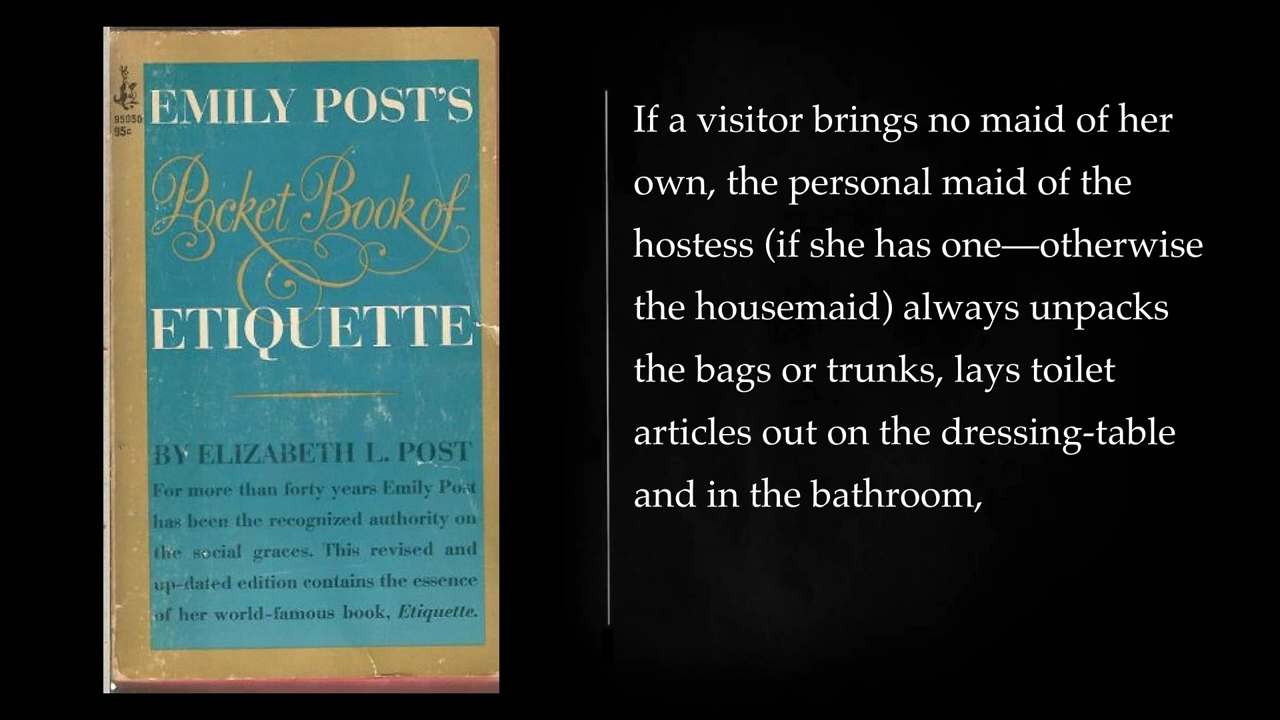 EMILY POST'S
95050
95c
Pocket Book of
ETIQUETTE
BY ELIZABETH L. POST
For more than forty years Emily Post
has been the recognized authority on
the social graces. This revised and
up-dated edition contains the essence
of her world-famous book, Etiquette.
If a visitor brings no maid of her
own, the personal maid of the
hostess (if she has one—otherwise
the housemaid) always unpacks
the bags or trunks, lays toilet
articles out on the dressing-table
and in the bathroom,